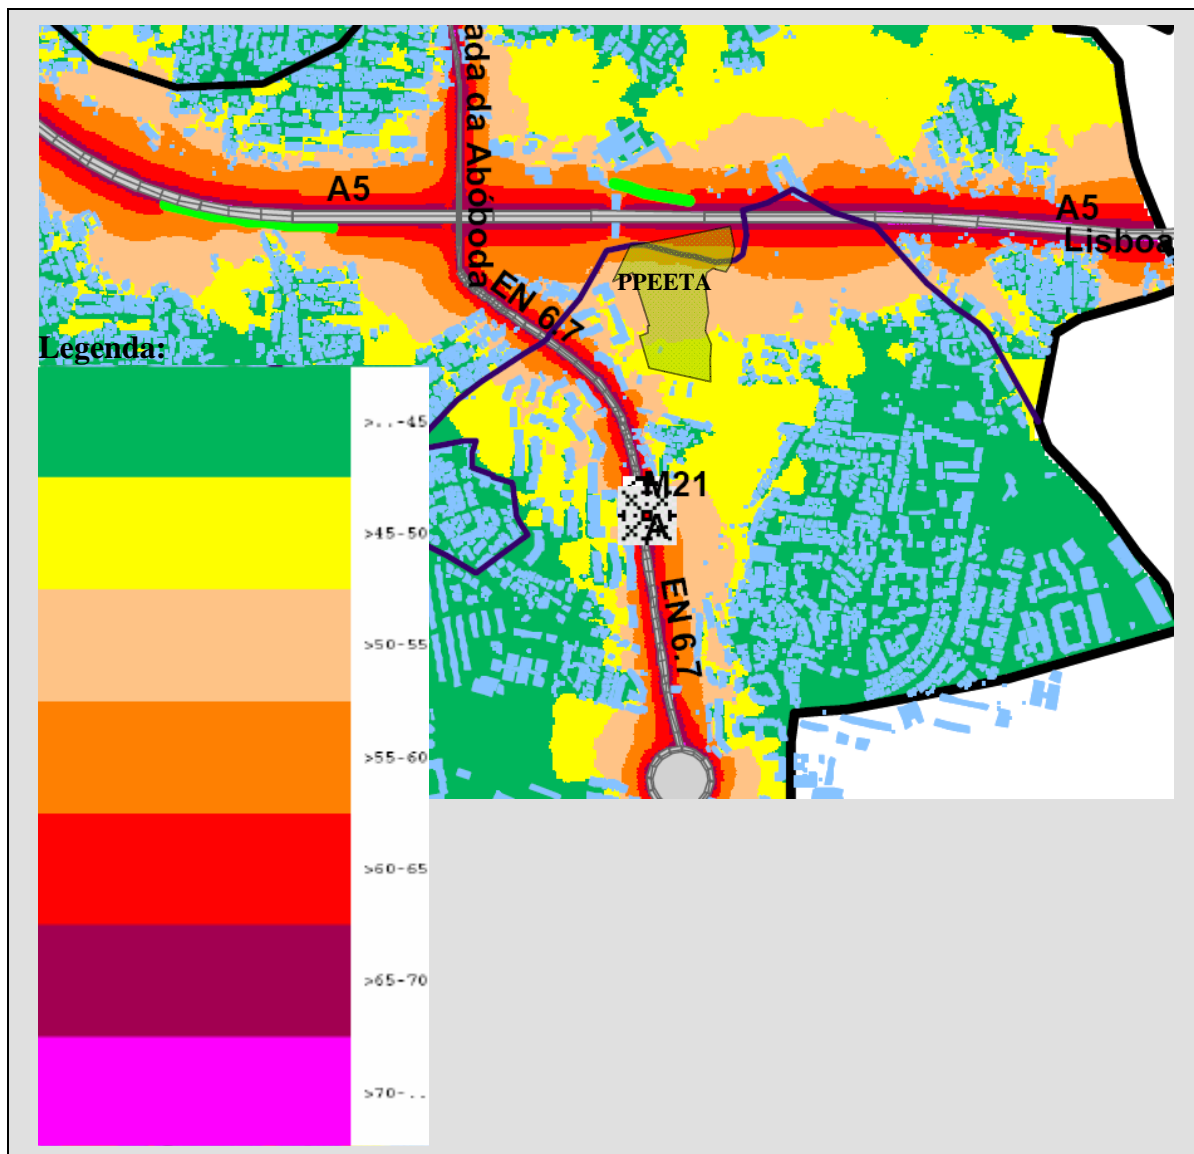 ada da Abóboda
A5
A5
Lisboa
PPEETA
EN 6.7
Legenda:
>..-45
>45-50
>50-55
>55-60
>60-65
>65-70
>70-..
M21
A
EN 6.7